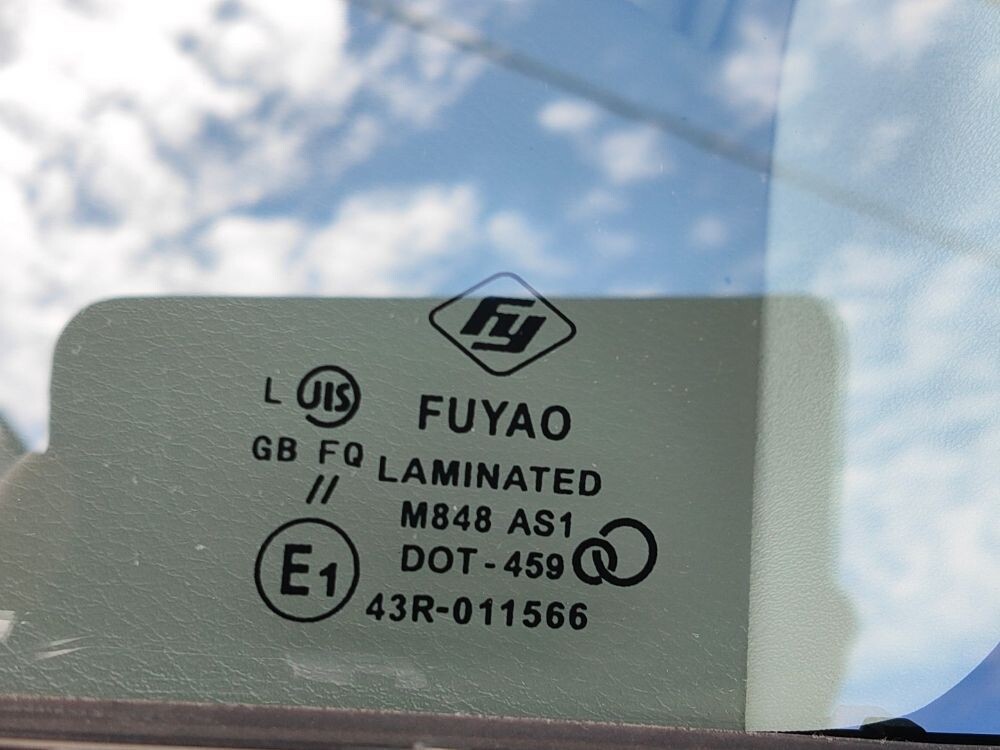 fy
FUYAO
L JIS
GB FQ
//
LAMINATED
M848 AS1
DOT-459
E1
43R-011566